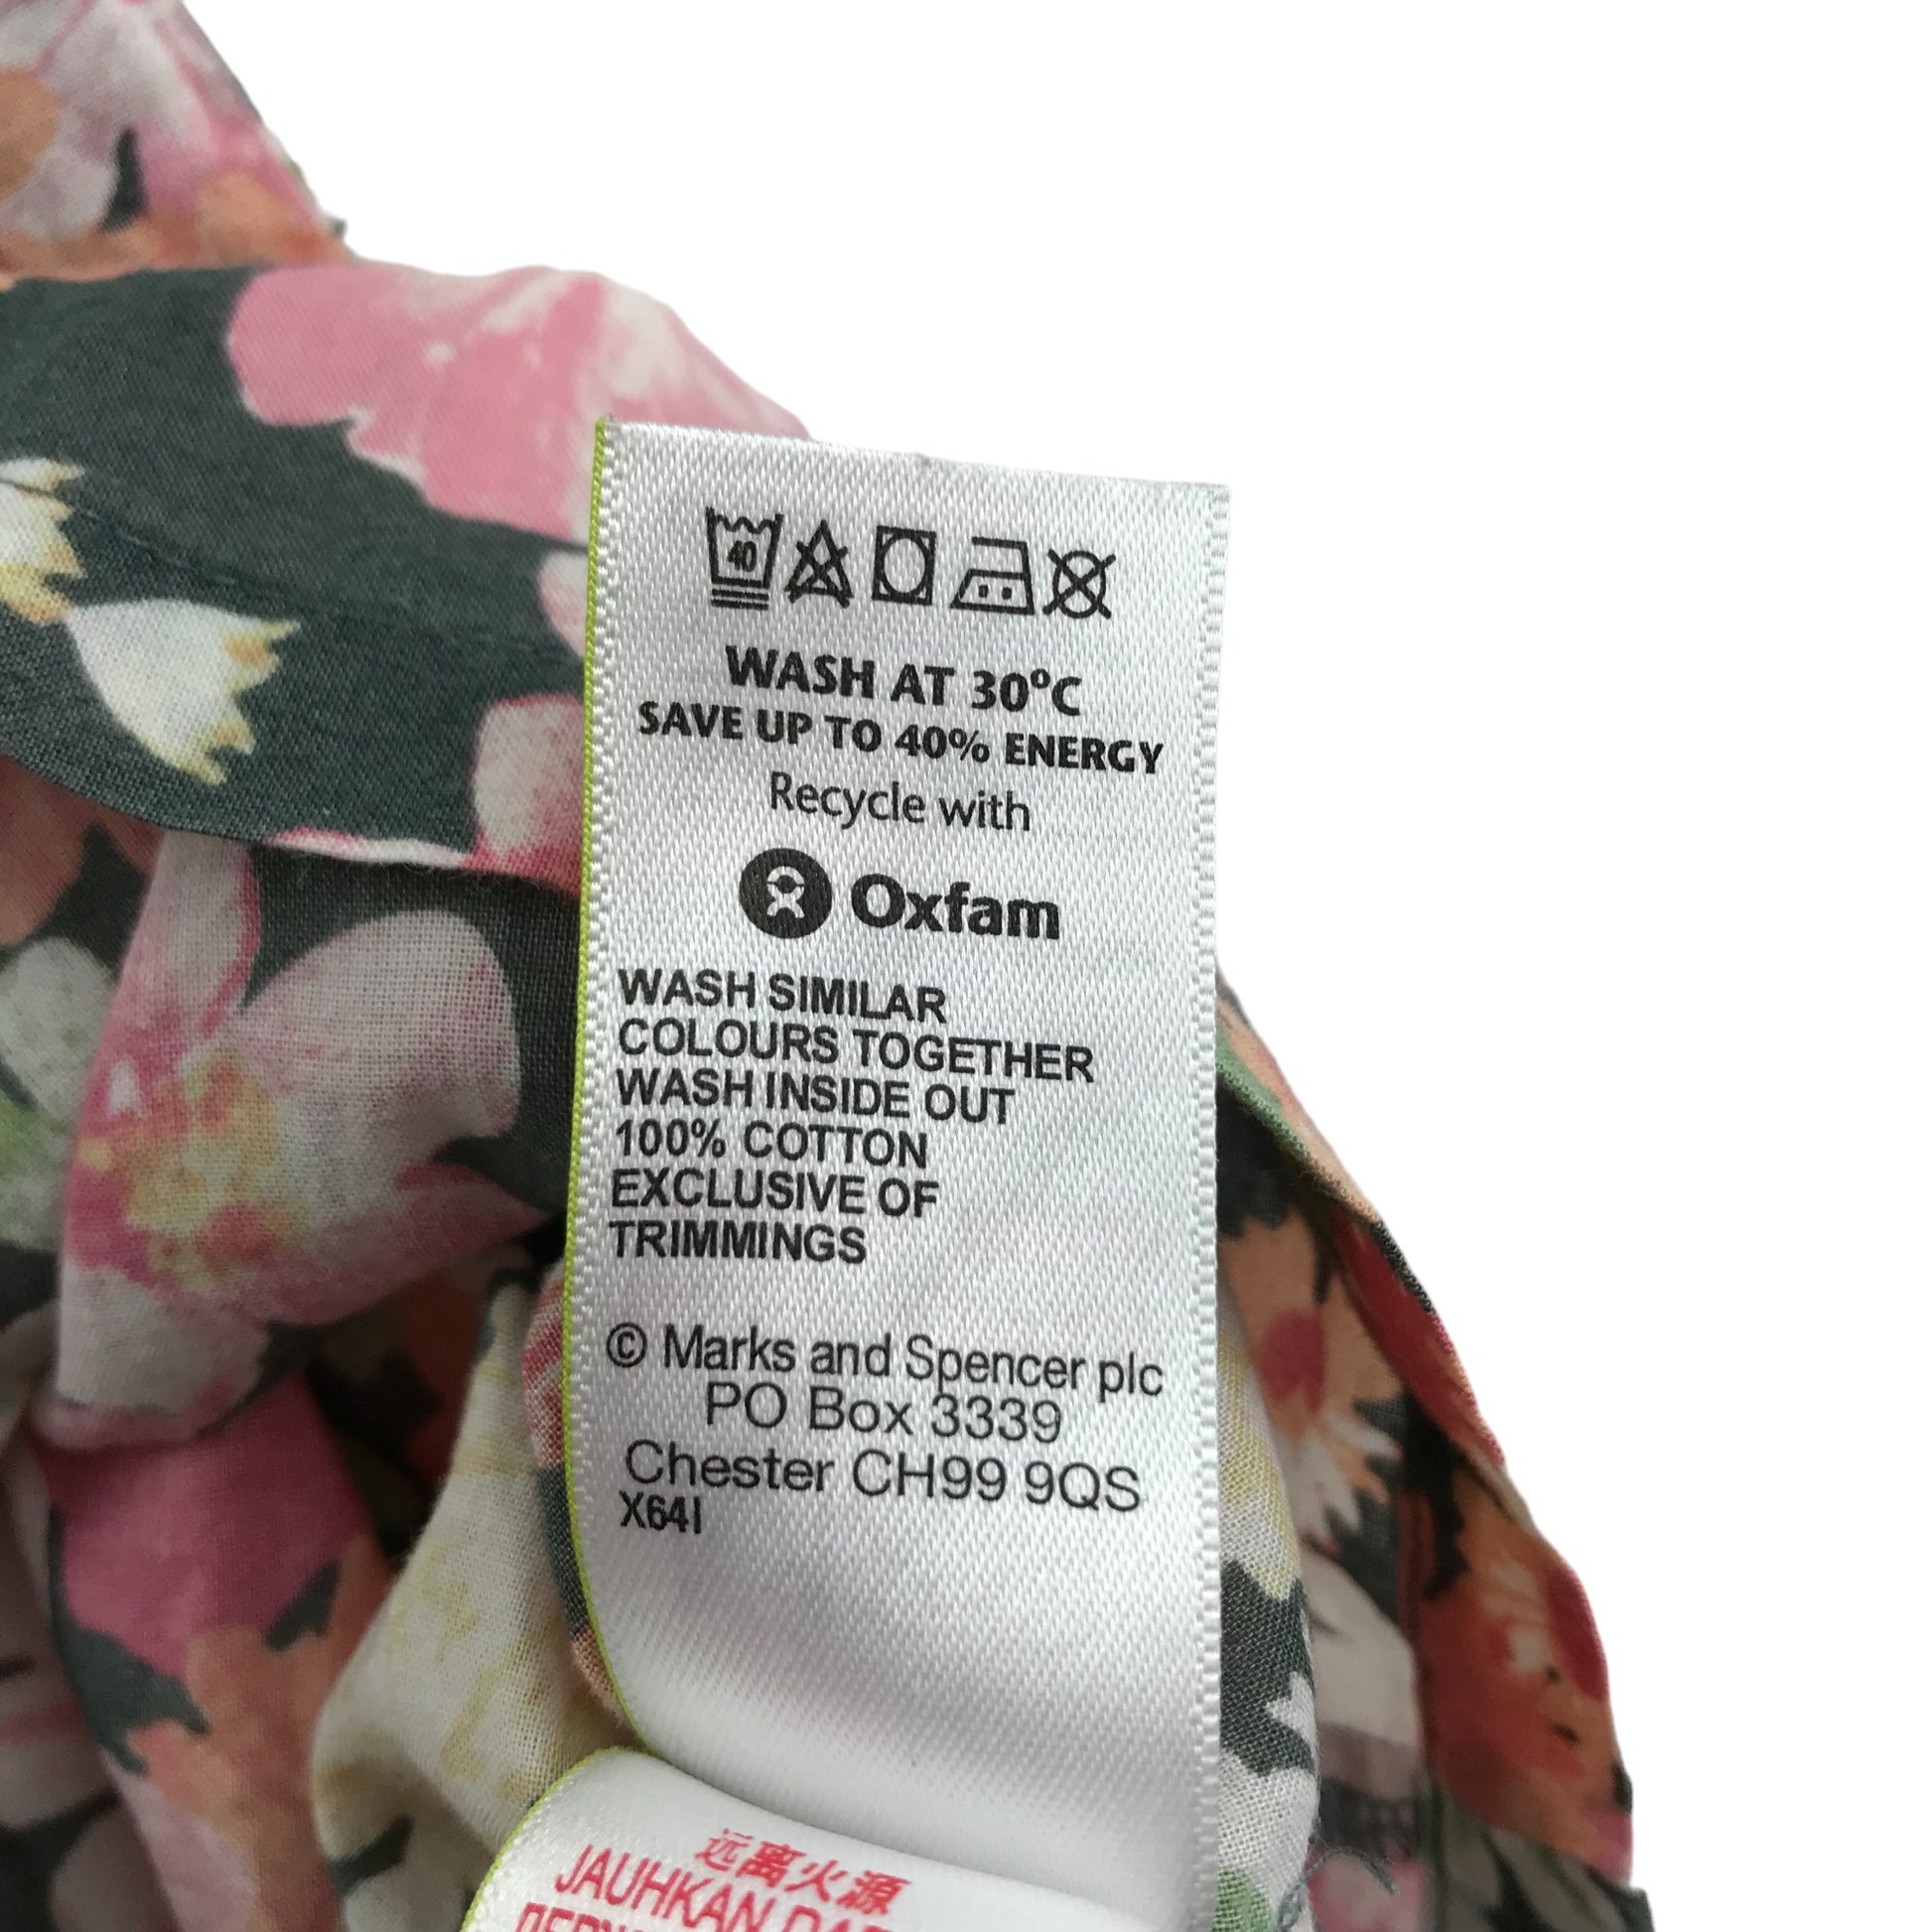 40
WASH AT 30ºC
SAVE UP TO 40% ENERGY
Recycle with
Oxfam
WASH SIMILAR
COLOURS TOGETHER
WASH INSIDE OUT
100% COTTON
EXCLUSIVE OF
TRIMMINGS
© Marks and Spencer plc
PO Box 3339
Chester CH99 9QS
X64I
远离火源
JAUHKAN